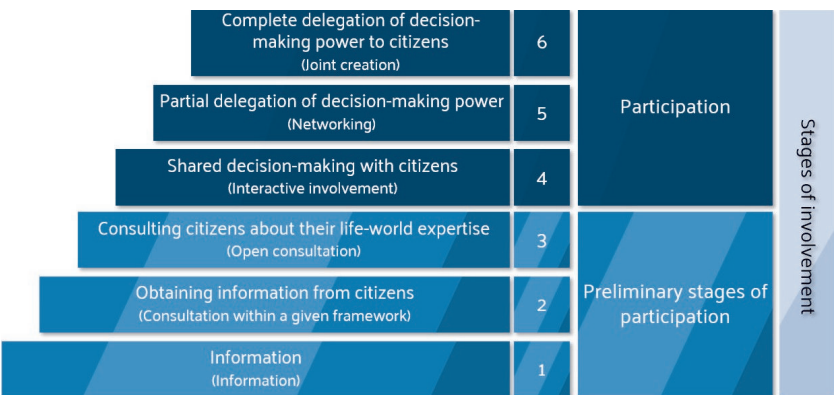 Complete delegation of decision-
making power to citizens
(Joint creation)
6
Partial delegation of decision-making power
(Networking)
5
Participation
Shared decision-making with citizens
(Interactive involvement)
4
Consulting citizens about their life-world expertise
(Open consultation)
3
Obtaining information from citizens
(Consultation within a given framework)
2
Preliminary stages of
participation
Information
(Information)
1
Stages of involvement